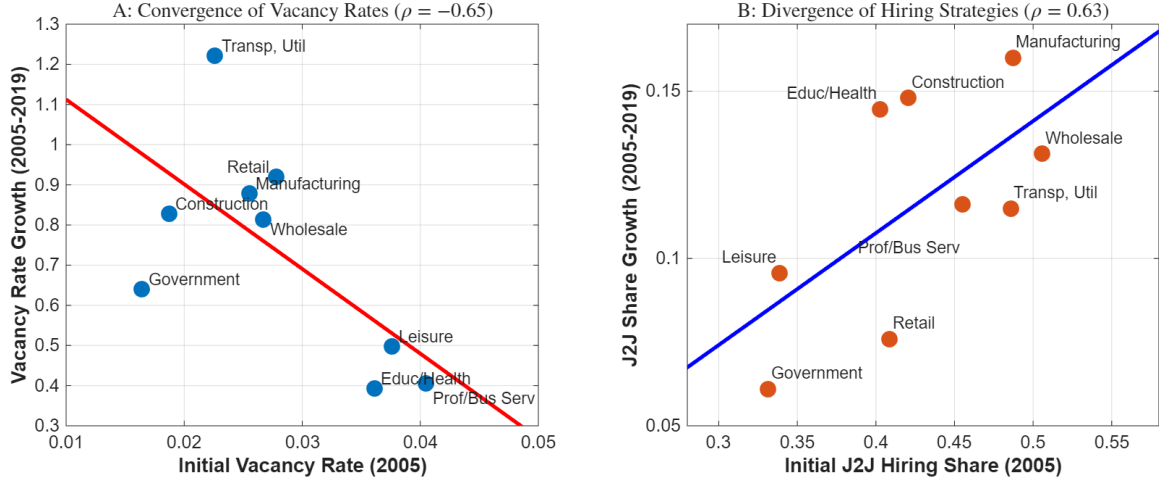 A: Convergence of Vacancy Rates (ρ = −0.65)
Vacancy Rate Growth (2005-2019)
1.3
1.2
1.1
1
0.9
0.8
0.7
0.6
0.5
0.4
0.3
Transp, Util
Retail
Manufacturing
Construction
Wholesale
Government
Leisure
Educ/Health
Prof/Bus Serv
0.01
0.02
0.03
0.04
0.05
Initial Vacancy Rate (2005)
B: Divergence of Hiring Strategies (ρ = 0.63)
J2J Share Growth (2005-2019)
0.15
0.1
0.05
Manufacturing
Construction
Educ/Health
Wholesale
Transp, Util
Prof/Bus Serv
Leisure
Retail
Government
0.3
0.35
0.4
0.45
0.5
0.55
Initial J2J Hiring Share (2005)